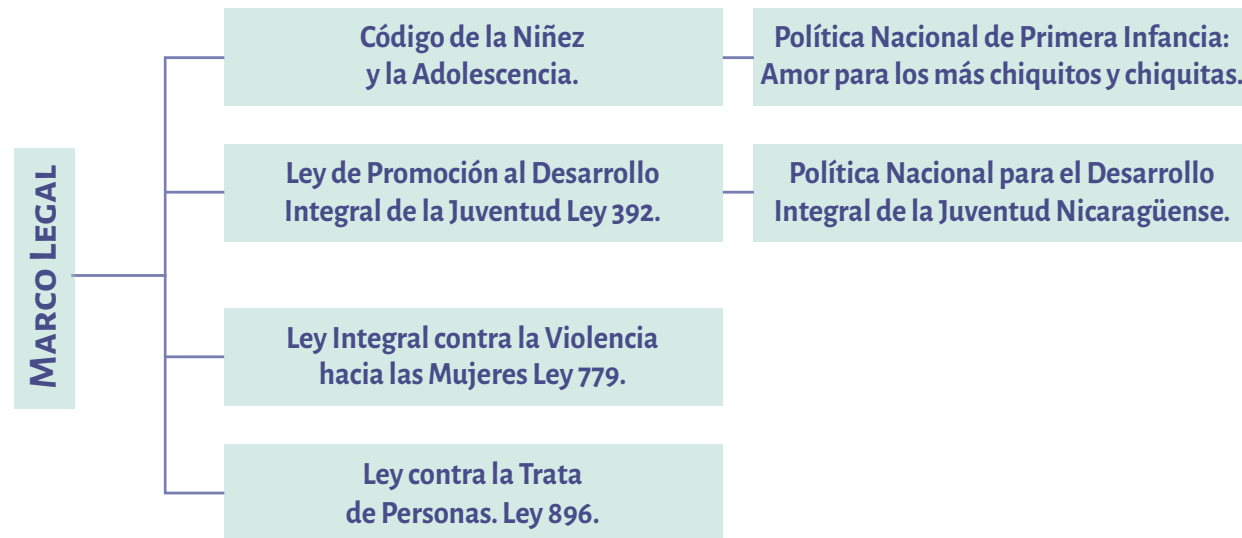 Marco Legal
Código de la Niñez
y la Adolescencia.
Política Nacional de Primera Infancia:
Amor para los más chiquitos y chiquitas.
Ley de Promoción al Desarrollo
Integral de la Juventud Ley 392.
Política Nacional para el Desarrollo
Integral de la Juventud Nicaragüense.
Ley Integral contra la Violencia
hacia las Mujeres Ley 779.
Ley contra la Trata
de Personas. Ley 896.